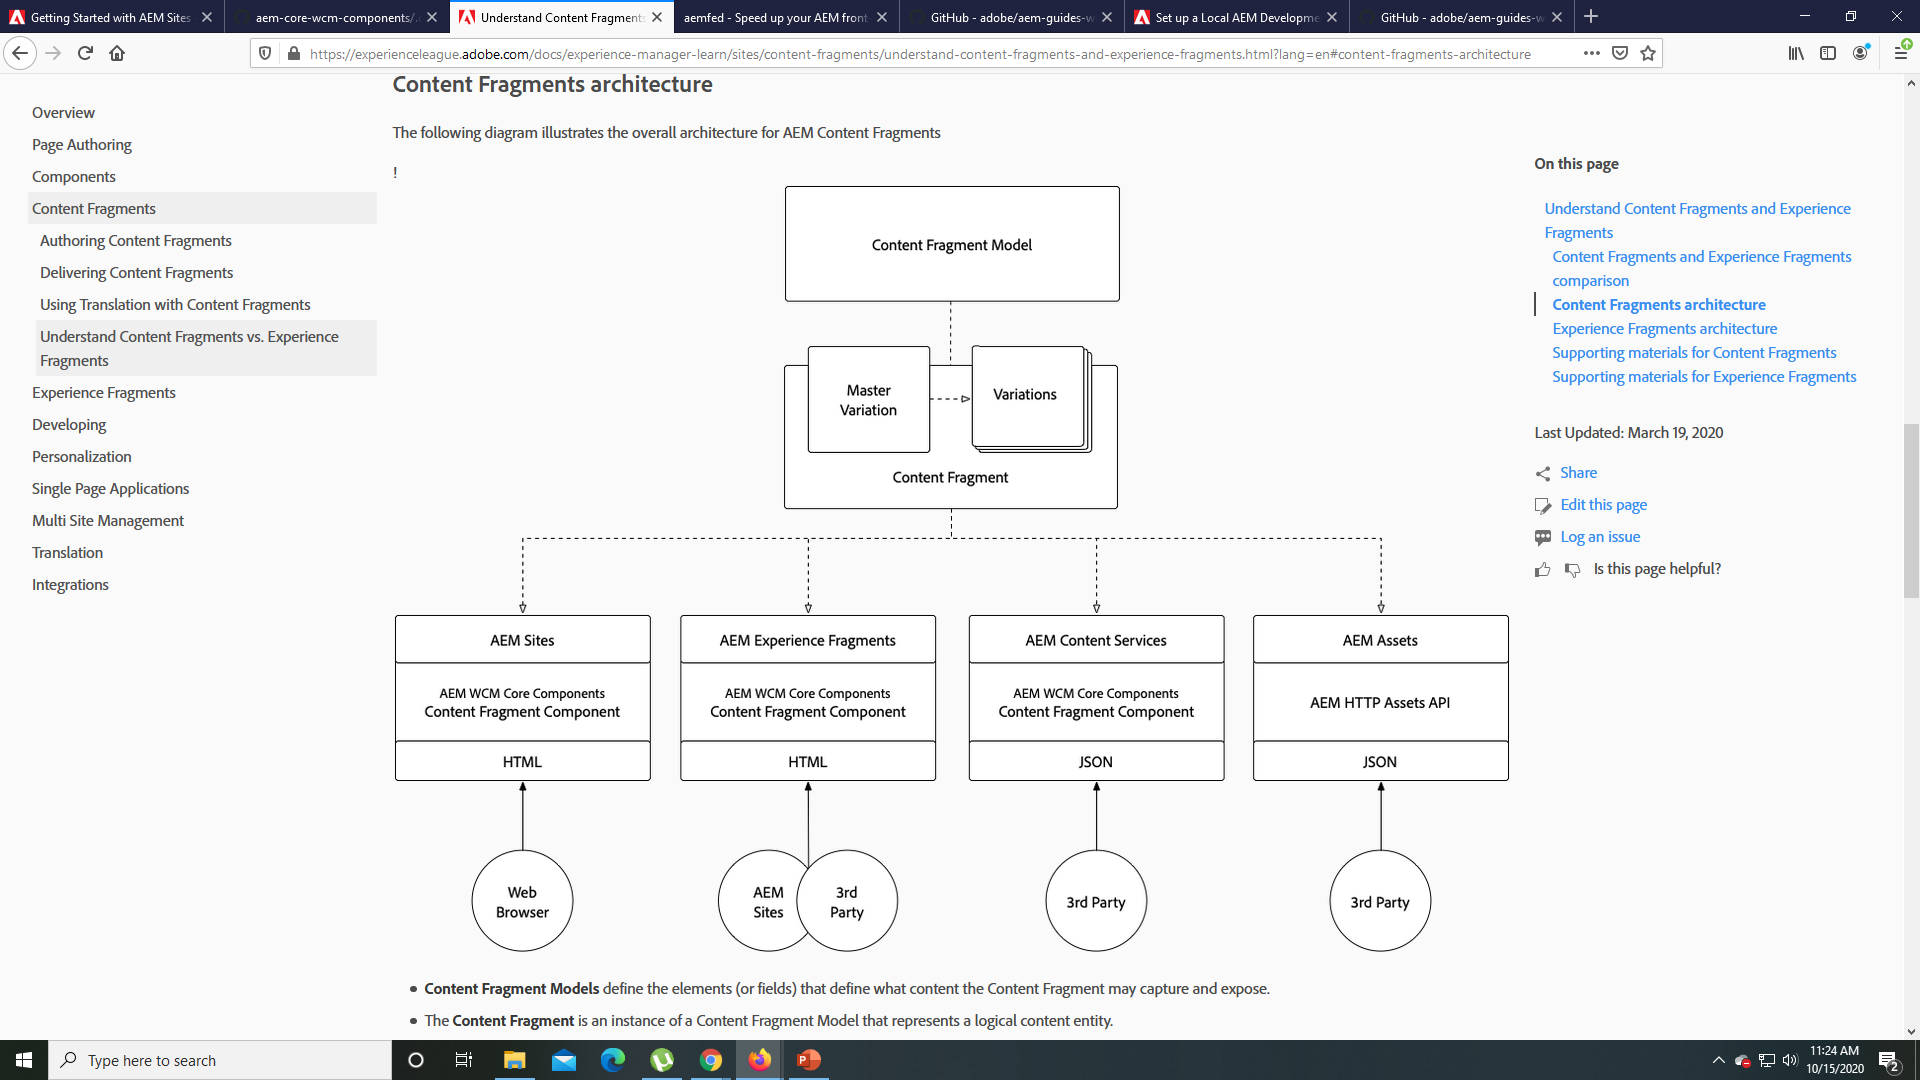 Getting Started with AEM Sites
aem-core-wcm-components/.
Understand Content Fragments
aemfed - Speed up your AEM front
GitHub - adobe/aem-guides-w
Set up a Local AEM Developme
GitHub - adobe/aem-guides-w
https://experienceleague.adobe.com/docs/experience-manager-learn/sites/content-fragments/understand-content-fragments-and-experience-fragments.html?lang=en#content-fragments-architecture
Overview
Page Authoring
Components
Content Fragments
Authoring Content Fragments
Delivering Content Fragments
Using Translation with Content Fragments
Understand Content Fragments vs. Experience
Fragments
Experience Fragments
Developing
Personalization
Single Page Applications
Multi Site Management
Translation
Integrations
Content Fragments architecture
The following diagram illustrates the overall architecture for AEM Content Fragments
!
Content Fragment Model
Master
Variation
Variations
Content Fragment
AEM Sites
AEM WCM Core Components
Content Fragment Component
HTML
Web
Browser
AEM Experience Fragments
AEM WCM Core Components
Content Fragment Component
HTML
AEM
Sites
3rd
Party
AEM Content Services
AEM WCM Core Components
Content Fragment Component
JSON
3rd Party
AEM Assets
AEM HTTP Assets API
JSON
3rd Party
• Content Fragment Models define the elements (or fields) that define what content the Content Fragment may capture and expose.
• The Content Fragment is an instance of a Content Fragment Model that represents a logical content entity.
On this page
Understand Content Fragments and Experience
Fragments
Content Fragments and Experience Fragments
comparison
Content Fragments architecture
Experience Fragments architecture
Supporting materials for Content Fragments
Supporting materials for Experience Fragments
Last Updated: March 19, 2020
Share
Edit this page
Log an issue
Is this page helpful?
Type here to search
11:24 AM
10/15/2020
2